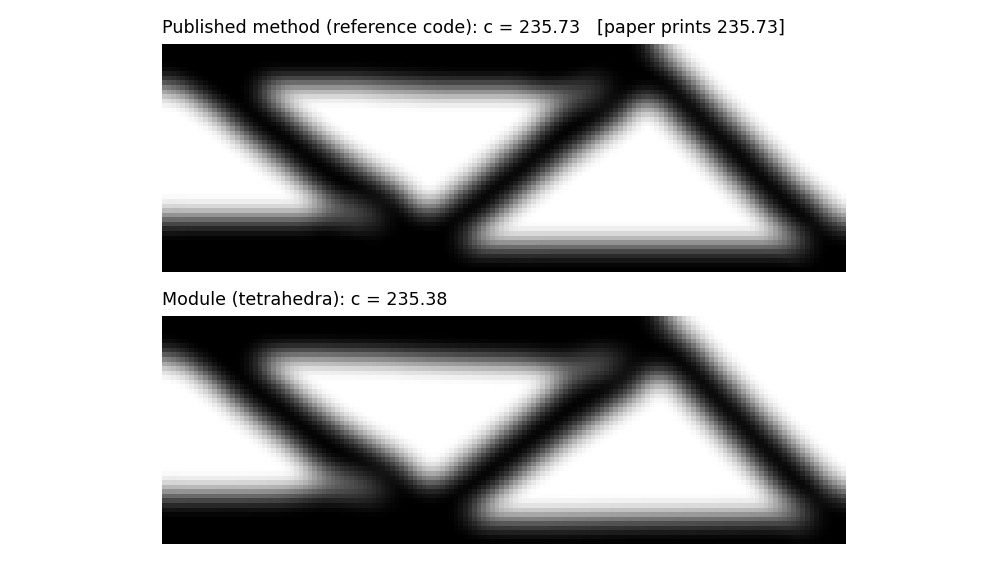 Published method (reference code): c = 235.73   [paper prints 235.73]
Module (tetrahedra): c = 235.38